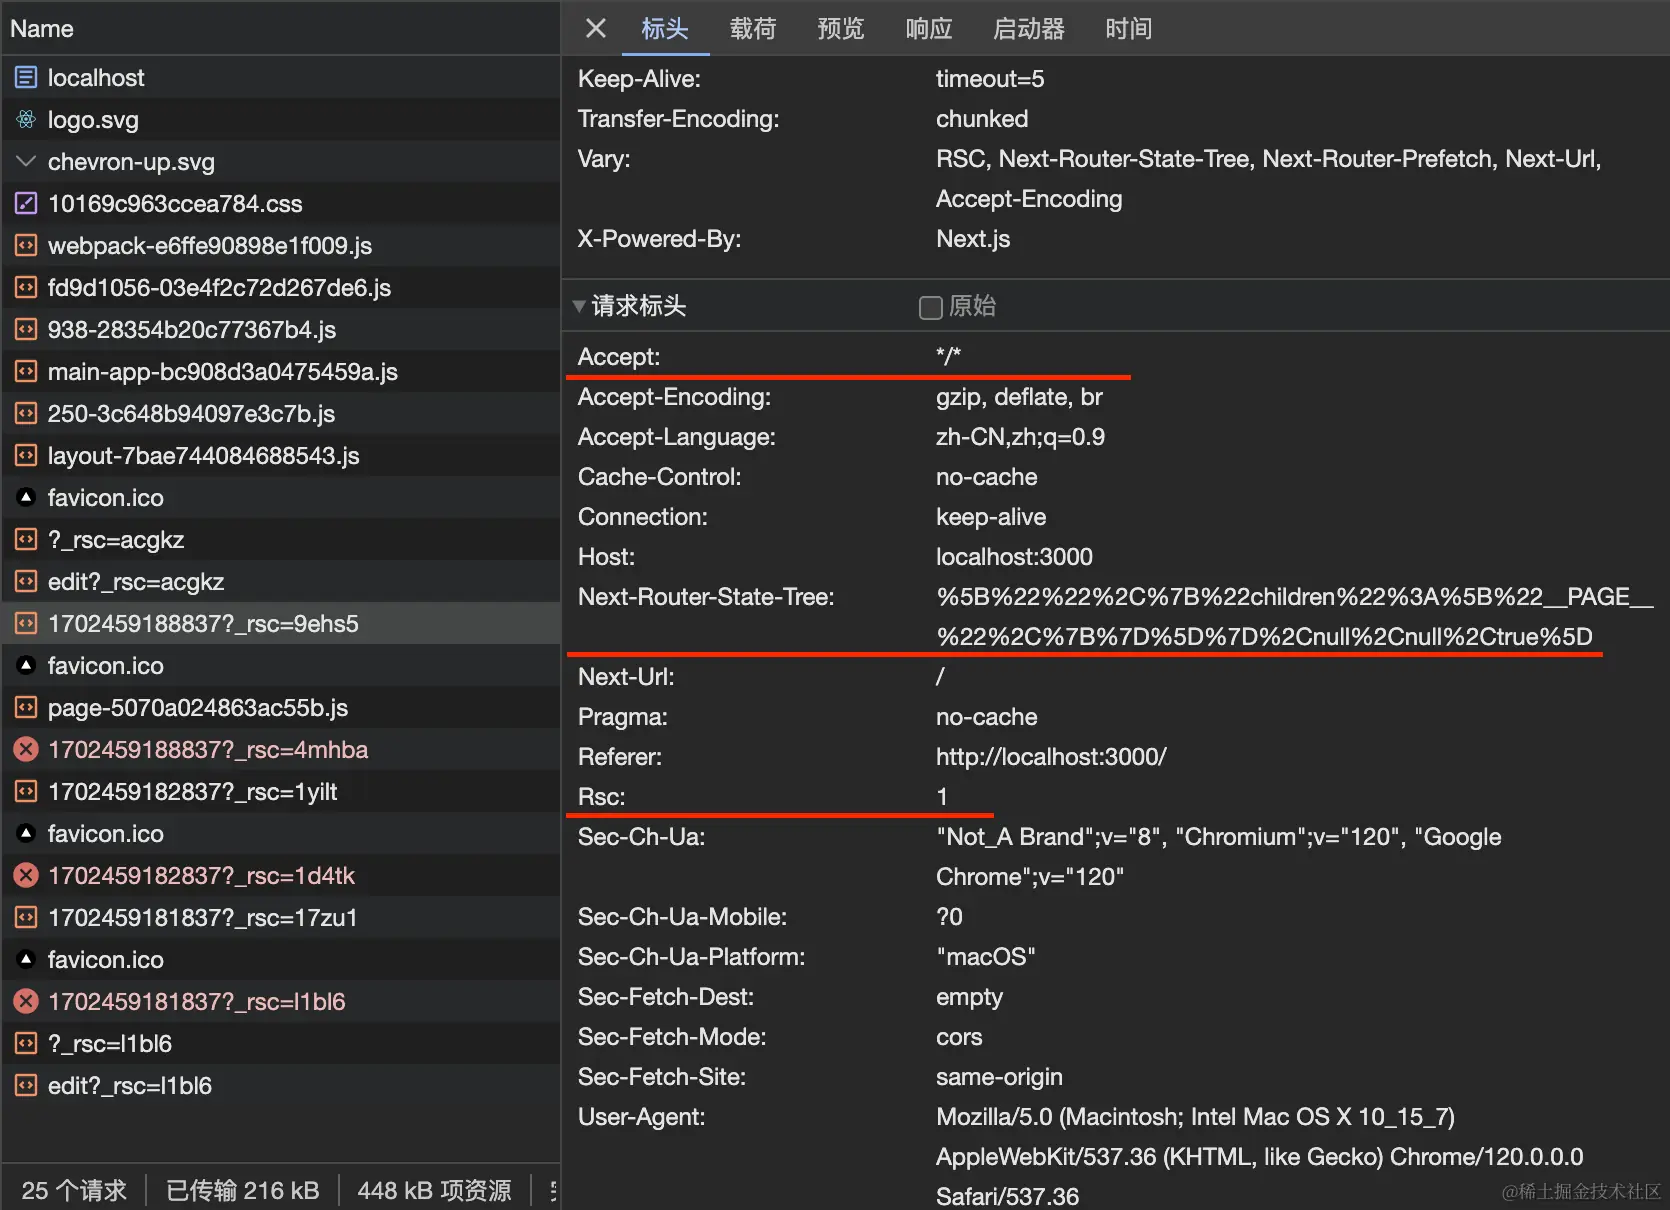 Name
localhost
logo.svg
chevron-up.svg
10169c963ccea784.css
webpack-e6ffe90898e1f009.js
fd9d1056-03e4f2c72d267de6.js
938-28354b20c77367b4.js
main-app-bc908d3a0475459a.js
250-3c648b94097e3c7b.js
layout-7bae744084688543.js
favicon.ico
?_rsc=acgkz
edit?_rsc=acgkz
1702459188837?_rsc=9ehs5
favicon.ico
page-5070a024863ac55b.js
1702459188837?_rsc=4mhba
1702459182837?_rsc=1yilt
favicon.ico
1702459182837?_rsc=1d4tk
1702459181837?_rsc=17zu1
favicon.ico
1702459181837?_rsc=l1bl6
?_rsc=l1bl6
edit?_rsc=l1bl6
25 个请求 已传输 216 kB 448 kB 项资源
标头 载荷 预览 响应 启动器 时间
Keep-Alive: timeout=5
Transfer-Encoding: chunked
Vary: RSC, Next-Router-State-Tree, Next-Router-Prefetch, Next-Url,
Accept-Encoding
X-Powered-By: Next.js
请求标头 原始
Accept: */*
Accept-Encoding: gzip, deflate, br
Accept-Language: zh-CN,zh;q=0.9
Cache-Control: no-cache
Connection: keep-alive
Host: localhost:3000
Next-Router-State-Tree: %5B%22%22%2C%7B%22children%22%3A%5B%22__PAGE__
%22%2C%7B%7D%5D%7D%2Cnull%2Cnull%2Ctrue%5D
Next-Url: /
Pragma: no-cache
Referer: http://localhost:3000/
Rsc: 1
Sec-Ch-Ua: "Not_A Brand";v="8", "Chromium";v="120", "Google
Chrome";v="120"
Sec-Ch-Ua-Mobile: ?0
Sec-Ch-Ua-Platform: "macOS"
Sec-Fetch-Dest: empty
Sec-Fetch-Mode: cors
Sec-Fetch-Site: same-origin
User-Agent: Mozilla/5.0 (Macintosh; Intel Mac OS X 10_15_7)
AppleWebKit/537.36 (KHTML, like Gecko) Chrome/120.0.0.0
Safari/537.36
@稀土掘金技术社区